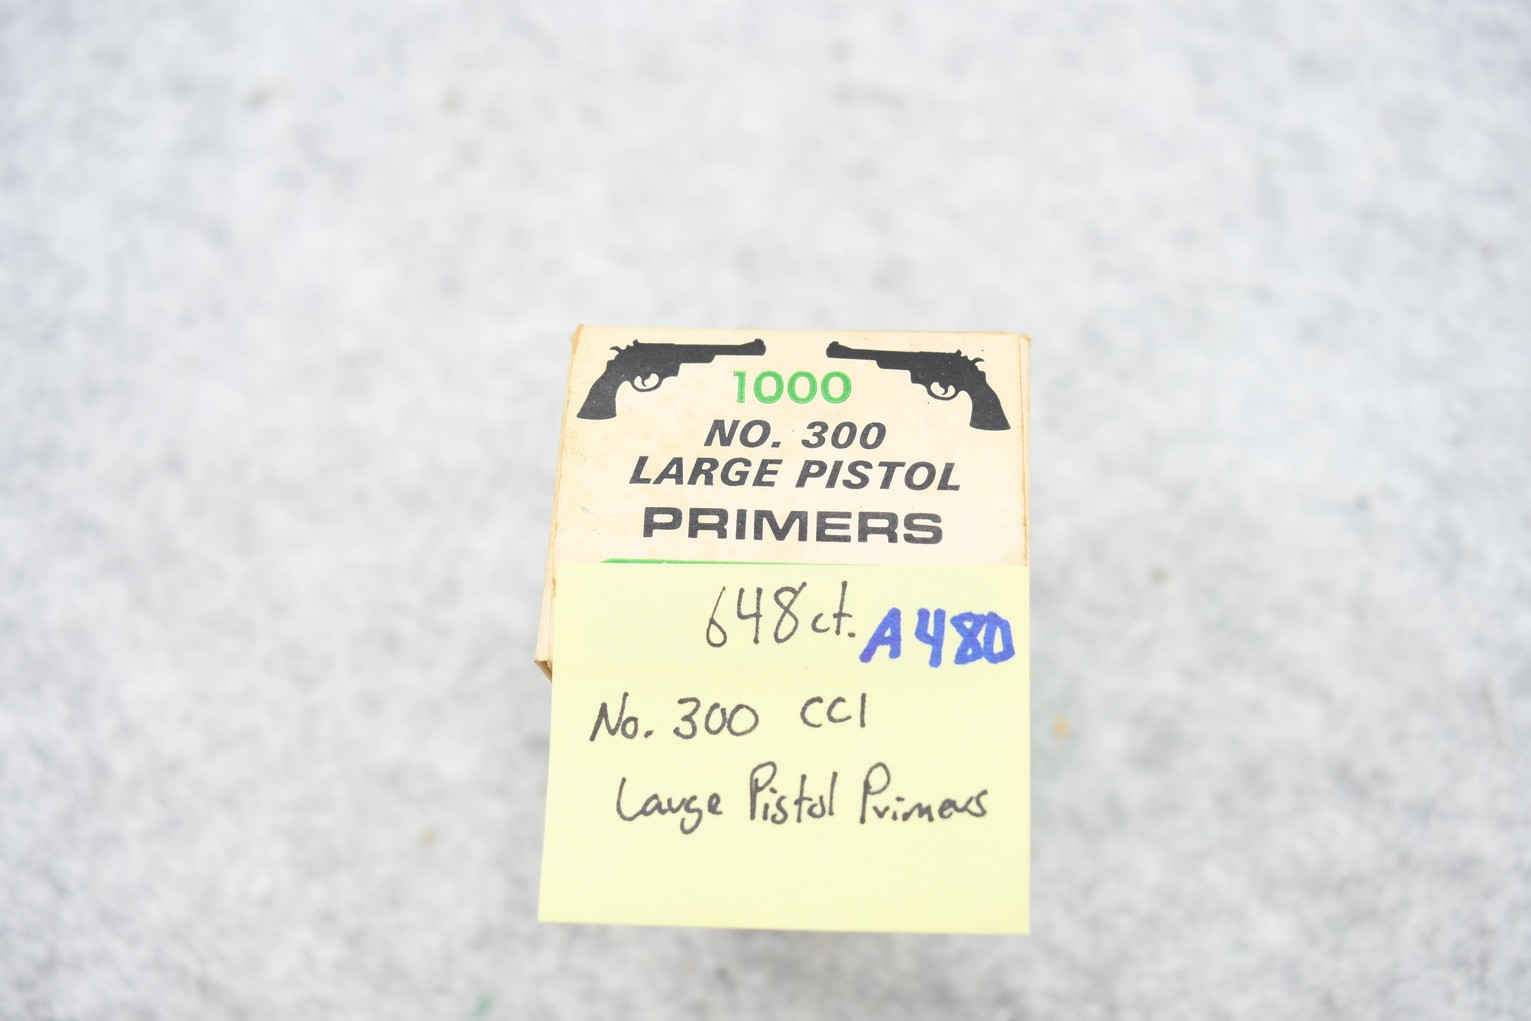 1000
NO. 300
LARGE PISTOL
PRIMERS
648 ct. A480
No. 300 CCI
Large Pistol Primers